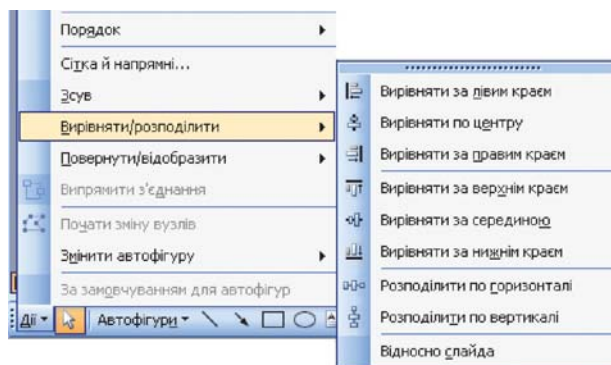 Порядок
Сітка й напрямні...
Зсув
Вирівняти/розподілити
Повернути/відобразити
Випрямити з'єднання
Почати зміну вузлів
Змінити автофігуру
За замовчуванням для автофігур
Дії
Автофігури
Вирівняти за лівим краєм
Вирівняти по центру
Вирівняти за правим краєм
Вирівняти за верхнім краєм
Вирівняти за серединою
Вирівняти за нижнім краєм
Розподілити по горизонталі
Розподілити по вертикалі
Відносно слайда